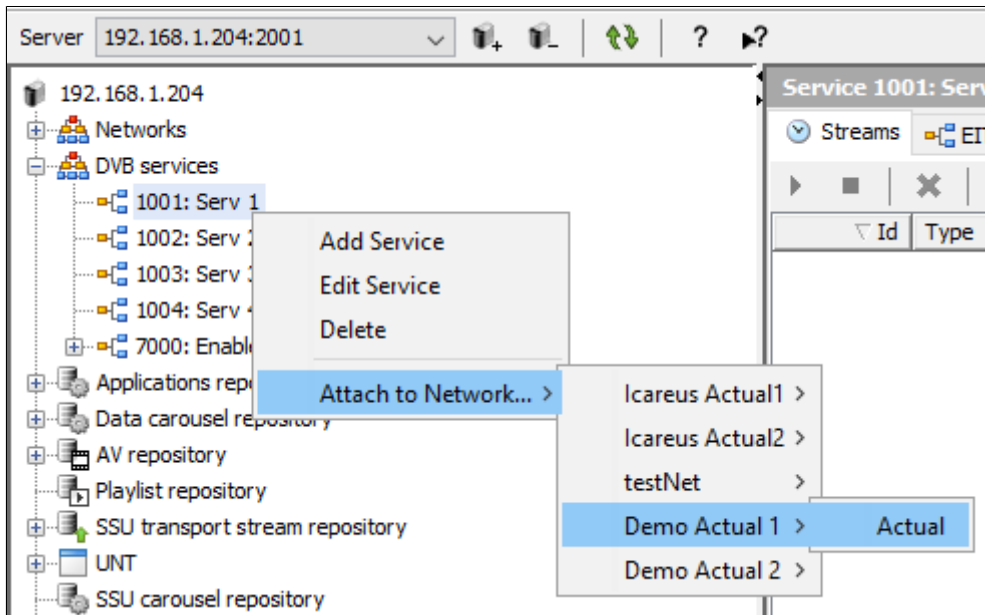 Server 192.168.1.204:2001 ? ?
192.168.1.204
Networks
DVB services
1001: Serv 1
1002: Serv
1003: Serv
1004: Serv
7000:
Applications
Data carousel repository
AV repository
Playlist repository
SSU transport stream repository
UNT
SSU carousel repository
Add Service
Edit Service
Delete
Attach to Network... >
Icareus Actual1 >
Icareus Actual2 >
testNet >
Demo Actual 1 >
Demo Actual 2 >
Actual
Service 1001:
Streams
Id Type